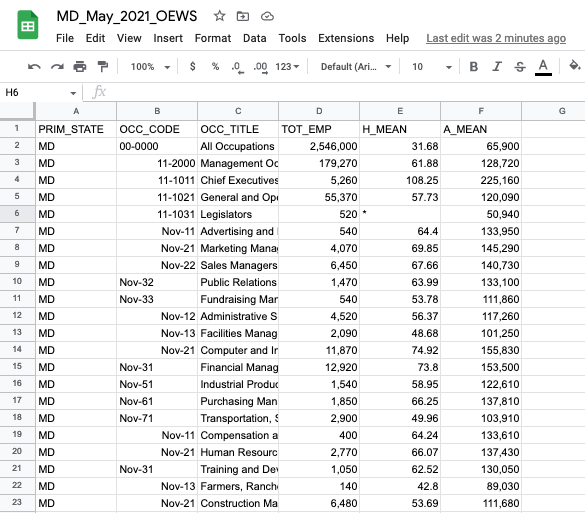 MD_May_2021_OEWS
File Edit View Insert Format Data Tools Extensions Help Last edit was 2 minutes ago
100% $ % .0 .00 123 Default (Ari... 10 B I S A
H6 fx
A B C D E F G
1 PRIM_STATE OCC_CODE OCC_TITLE TOT_EMP H_MEAN A_MEAN
2 MD 00-0000 All Occupations 2,546,000 31.68 65,900
3 MD 11-2000 Management Oc 179,270 61.88 128,720
4 MD 11-1011 Chief Executives 5,260 108.25 225,160
5 MD 11-1021 General and Ope 55,370 57.73 120,090
6 MD 11-1031 Legislators 520 * 50,940
7 MD Nov-11 Advertising and 540 64.4 133,950
8 MD Nov-21 Marketing Mana 4,070 69.85 145,290
9 MD Nov-22 Sales Managers 6,450 67.66 140,730
10 MD Nov-32 Public Relations 1,470 63.99 133,100
11 MD Nov-33 Fundraising Man 540 53.78 111,860
12 MD Nov-12 Administrative S 4,520 56.37 117,260
13 MD Nov-13 Facilities Manag 2,090 48.68 101,250
14 MD Nov-21 Computer and In 11,870 74.92 155,830
15 MD Nov-31 Financial Manag 12,920 73.8 153,500
16 MD Nov-51 Industrial Produc 1,540 58.95 122,610
17 MD Nov-61 Purchasing Man 1,850 66.25 137,810
18 MD Nov-71 Transportation, S 2,900 49.96 103,910
19 MD Nov-11 Compensation a 400 64.24 133,610
20 MD Nov-21 Human Resourc 2,770 66.07 137,430
21 MD Nov-31 Training and Dev 1,050 62.52 130,050
22 MD Nov-13 Farmers, Ranch 140 42.8 89,030
23 MD Nov-21 Construction Ma 6,480 53.69 111,680